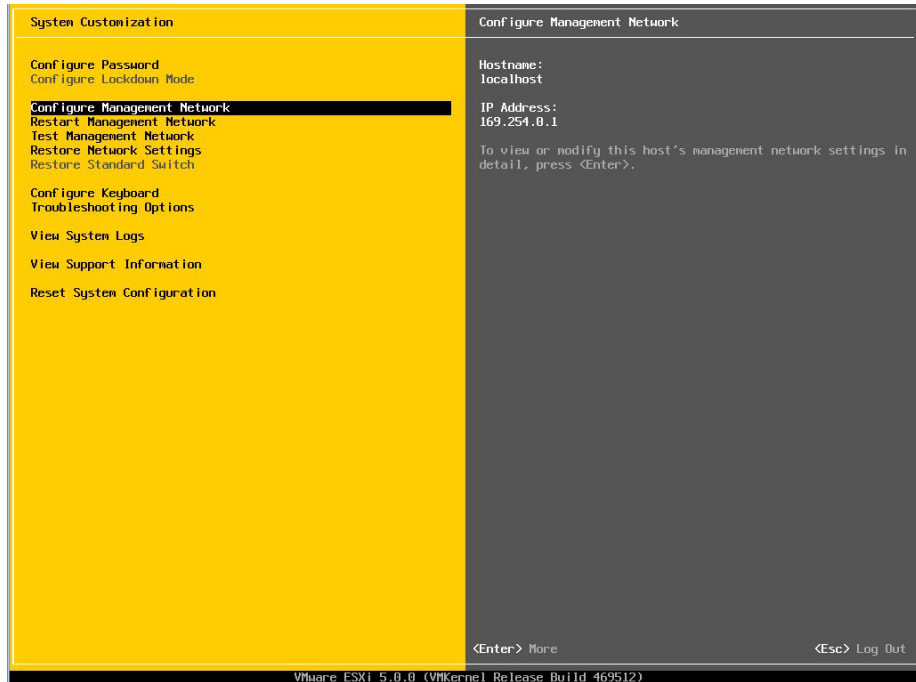 System Customization
Configure Password
Configure Lockdown Mode
Configure Management Network
Restart Management Network
Test Management Network
Restore Network Settings
Restore Standard Switch
Configure Keyboard
Troubleshooting Options
View System Logs
View Support Information
Reset System Configuration
Configure Management Network
Hostname:
localhost
IP Address:
169.254.0.1
To view or modify this host's management network settings in
detail, press <Enter>.
<Enter> More
<Esc> Log Out
VMware ESXi 5.0.0 (VMKernel Release Build 469512)